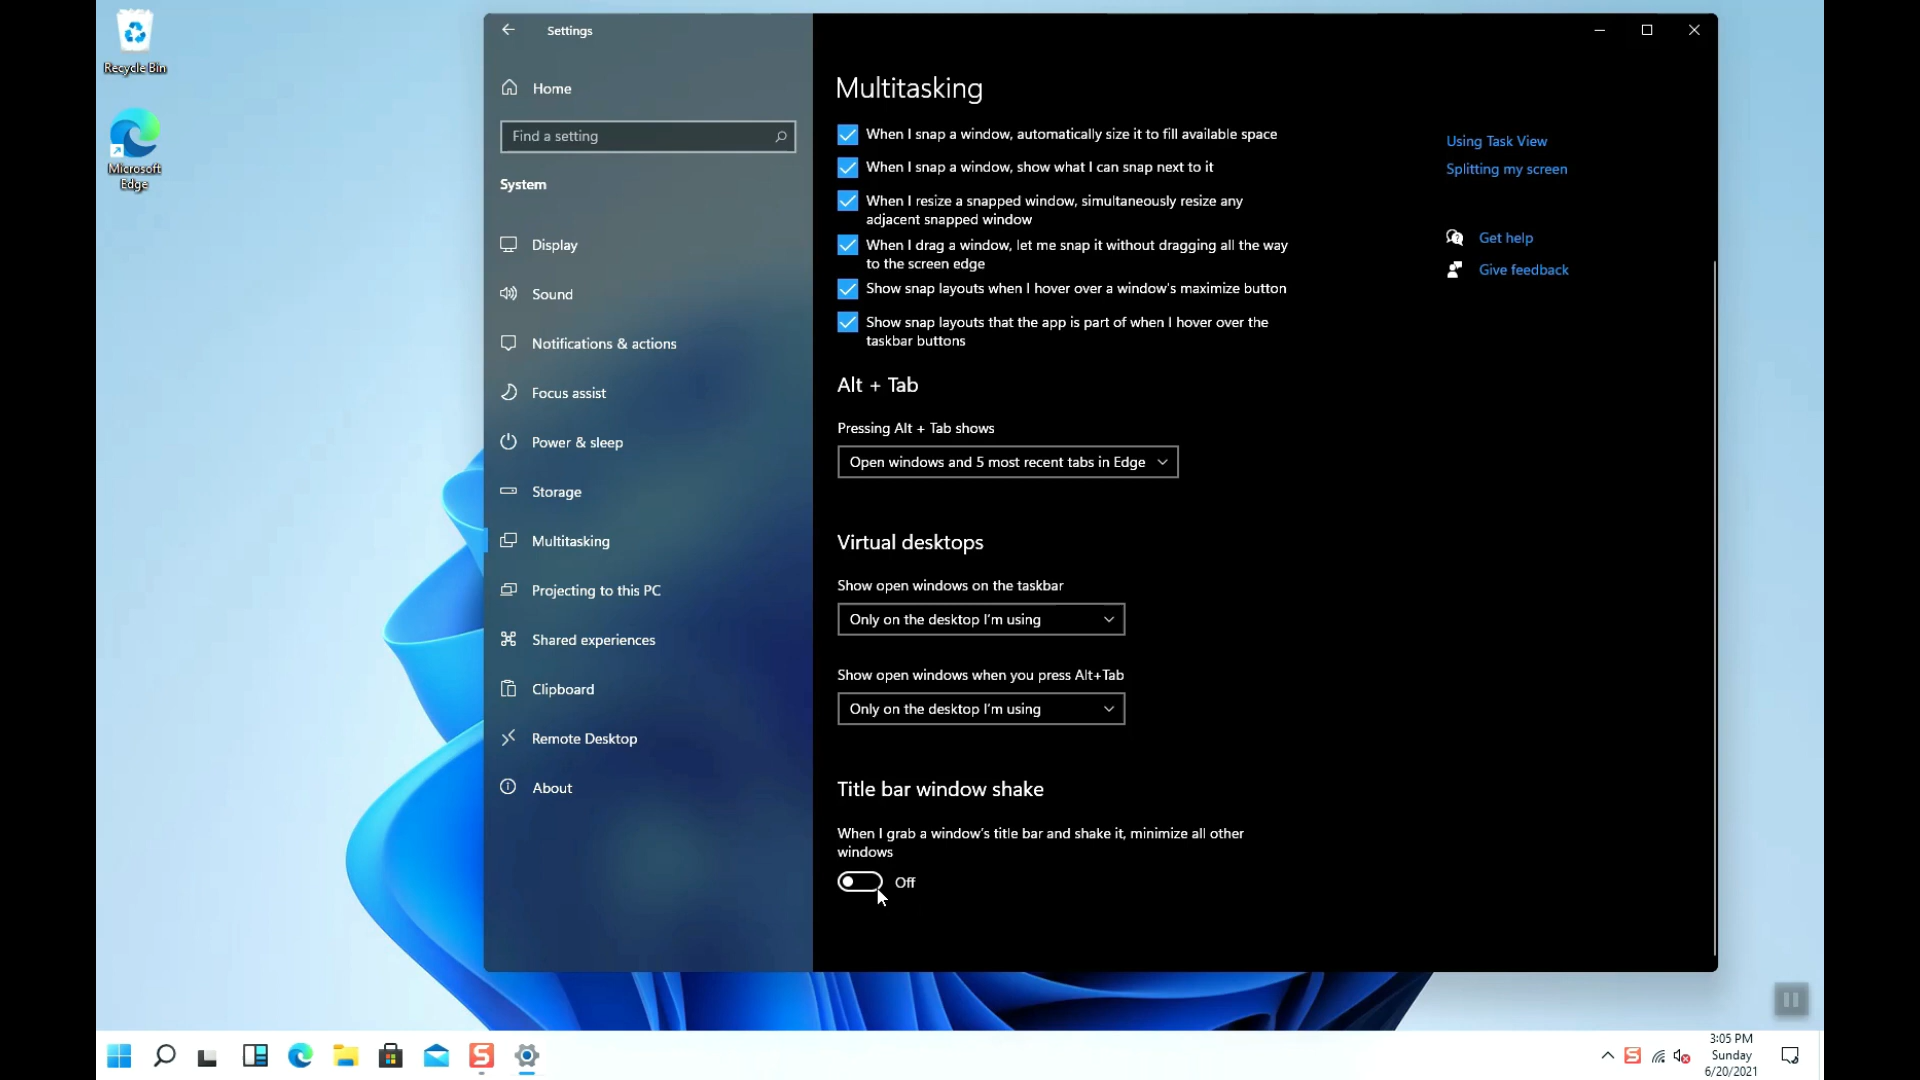 Recycle Bin
Microsoft
Edge
Settings
Home
Find a setting
System
Display
Sound
Notifications & actions
Focus assist
Power & sleep
Storage
Multitasking
Projecting to this PC
Shared experiences
Clipboard
Remote Desktop
About
Multitasking
When I snap a window, automatically size it to fill available space
When I snap a window, show what I can snap next to it
When I resize a snapped window, simultaneously resize any
adjacent snapped window
When I drag a window, let me snap it without dragging all the way
to the screen edge
Show snap layouts when I hover over a window's maximize button
Show snap layouts that the app is part of when I hover over the
taskbar buttons
Alt + Tab
Pressing Alt + Tab shows
Open windows and 5 most recent tabs in Edge
Virtual desktops
Show open windows on the taskbar
Only on the desktop I'm using
Show open windows when you press Alt+Tab
Only on the desktop I'm using
Title bar window shake
When I grab a window's title bar and shake it, minimize all other
windows
Off
Using Task View
Splitting my screen
Get help
Give feedback
S
S
3:05 PM
Sunday
6/20/2021